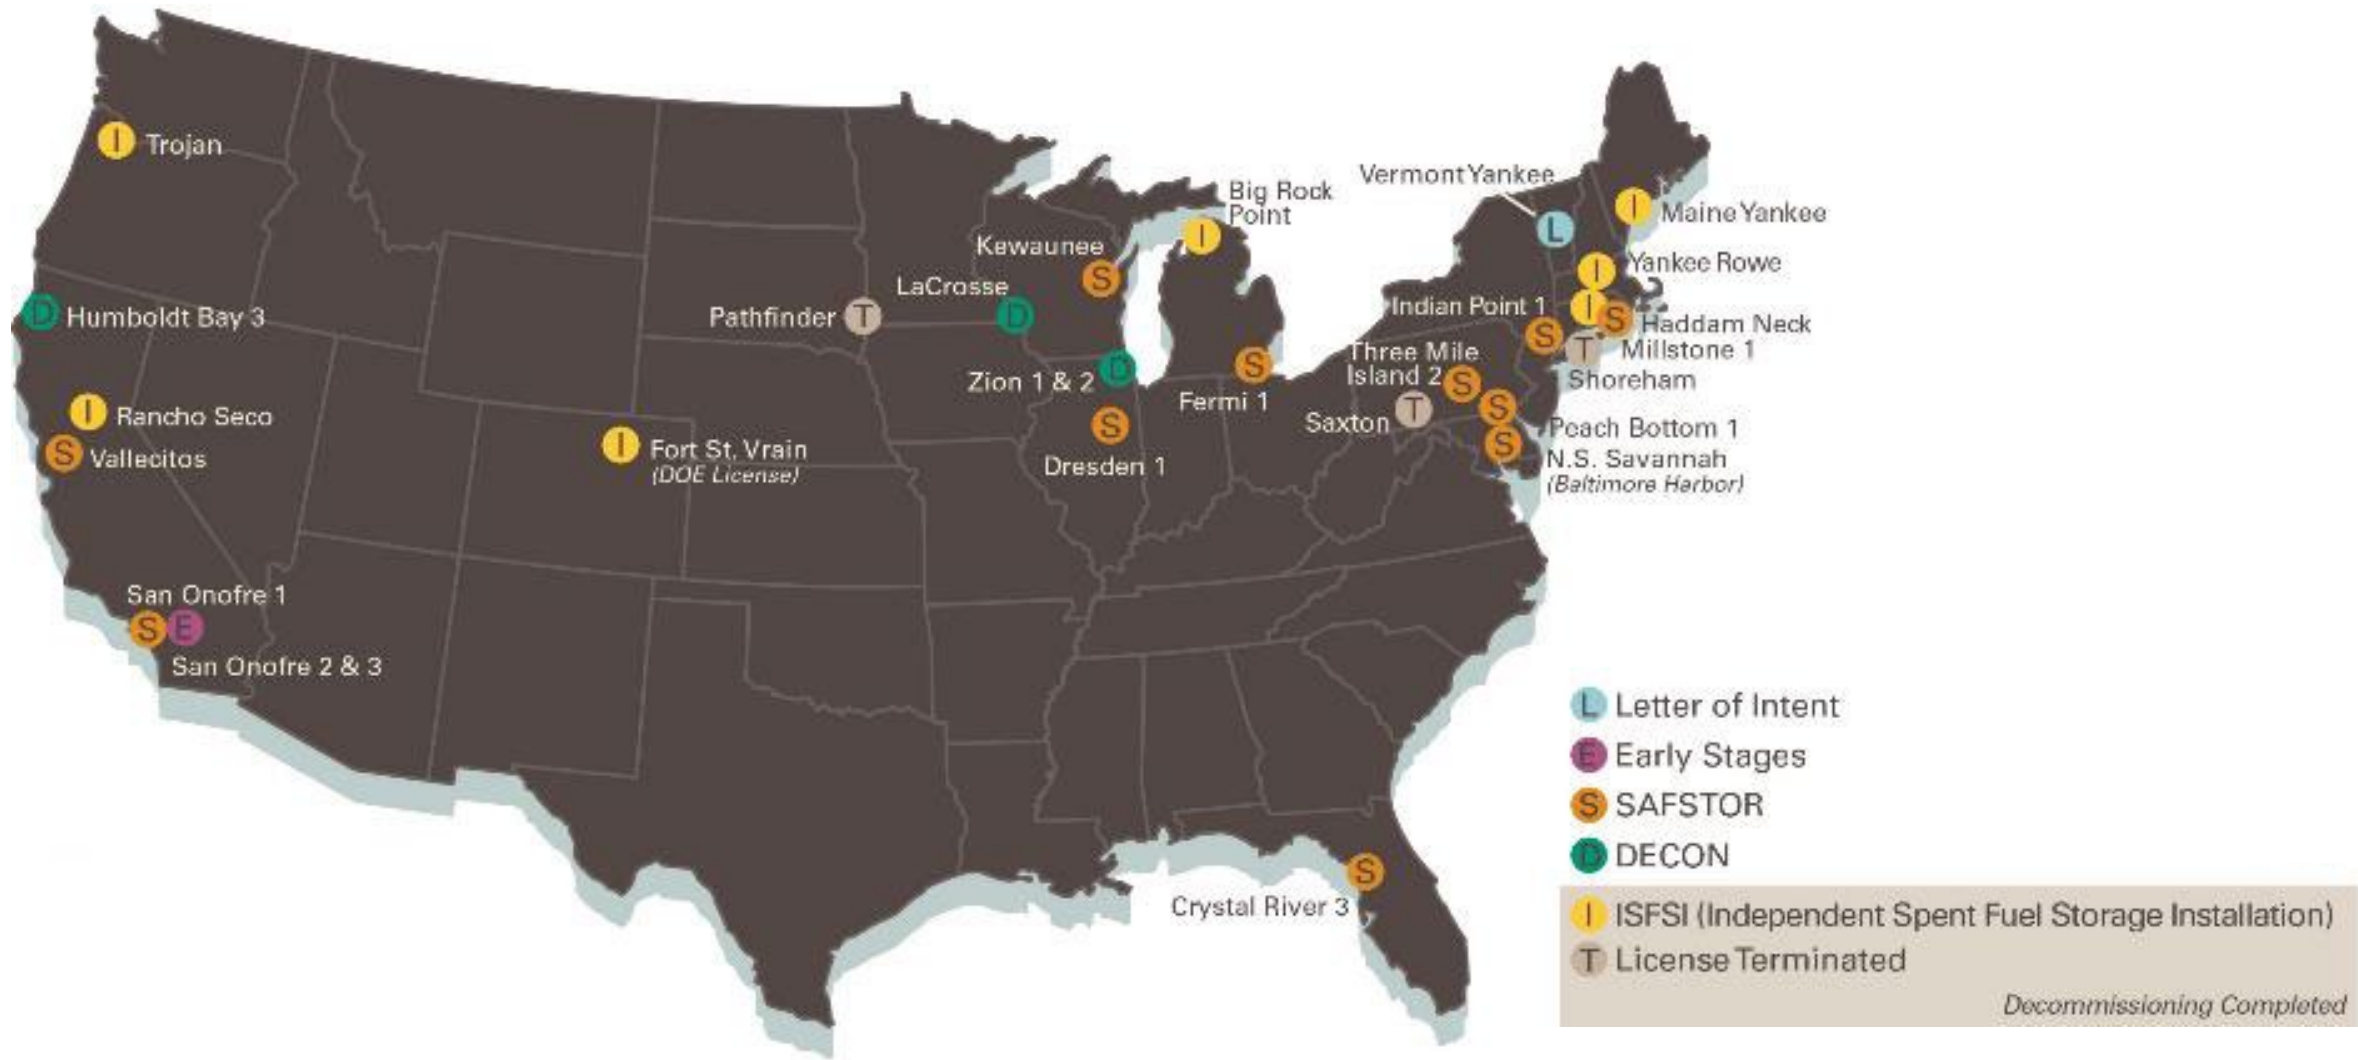 I Trojan
Vermont Yankee
Big Rock
Point
I
L
I Maine Yankee
Kewaunee
S
I Yankee Rowe
LaCrosse
D
D Humboldt Bay 3
Pathfinder T
Indian Point 1
S
I S Haddam Neck
T Millstone 1
Shoreham
Three Mile
Island 2 S
Zion 1 & 2 D
S
Fermi 1
Saxton T
S
S
Peach Bottom 1
N.S. Savannah
(Baltimore Harbor)
I Rancho Seco
S Vallecitos
I Fort St. Vrain
(DOE License)
S
Dresden 1
San Onofre 1
S E
San Onofre 2 & 3
S
Crystal River 3
L Letter of Intent
E Early Stages
S SAFSTOR
D DECON
I ISFSI (Independent Spent Fuel Storage Installation)
T License Terminated
Decommissioning Completed